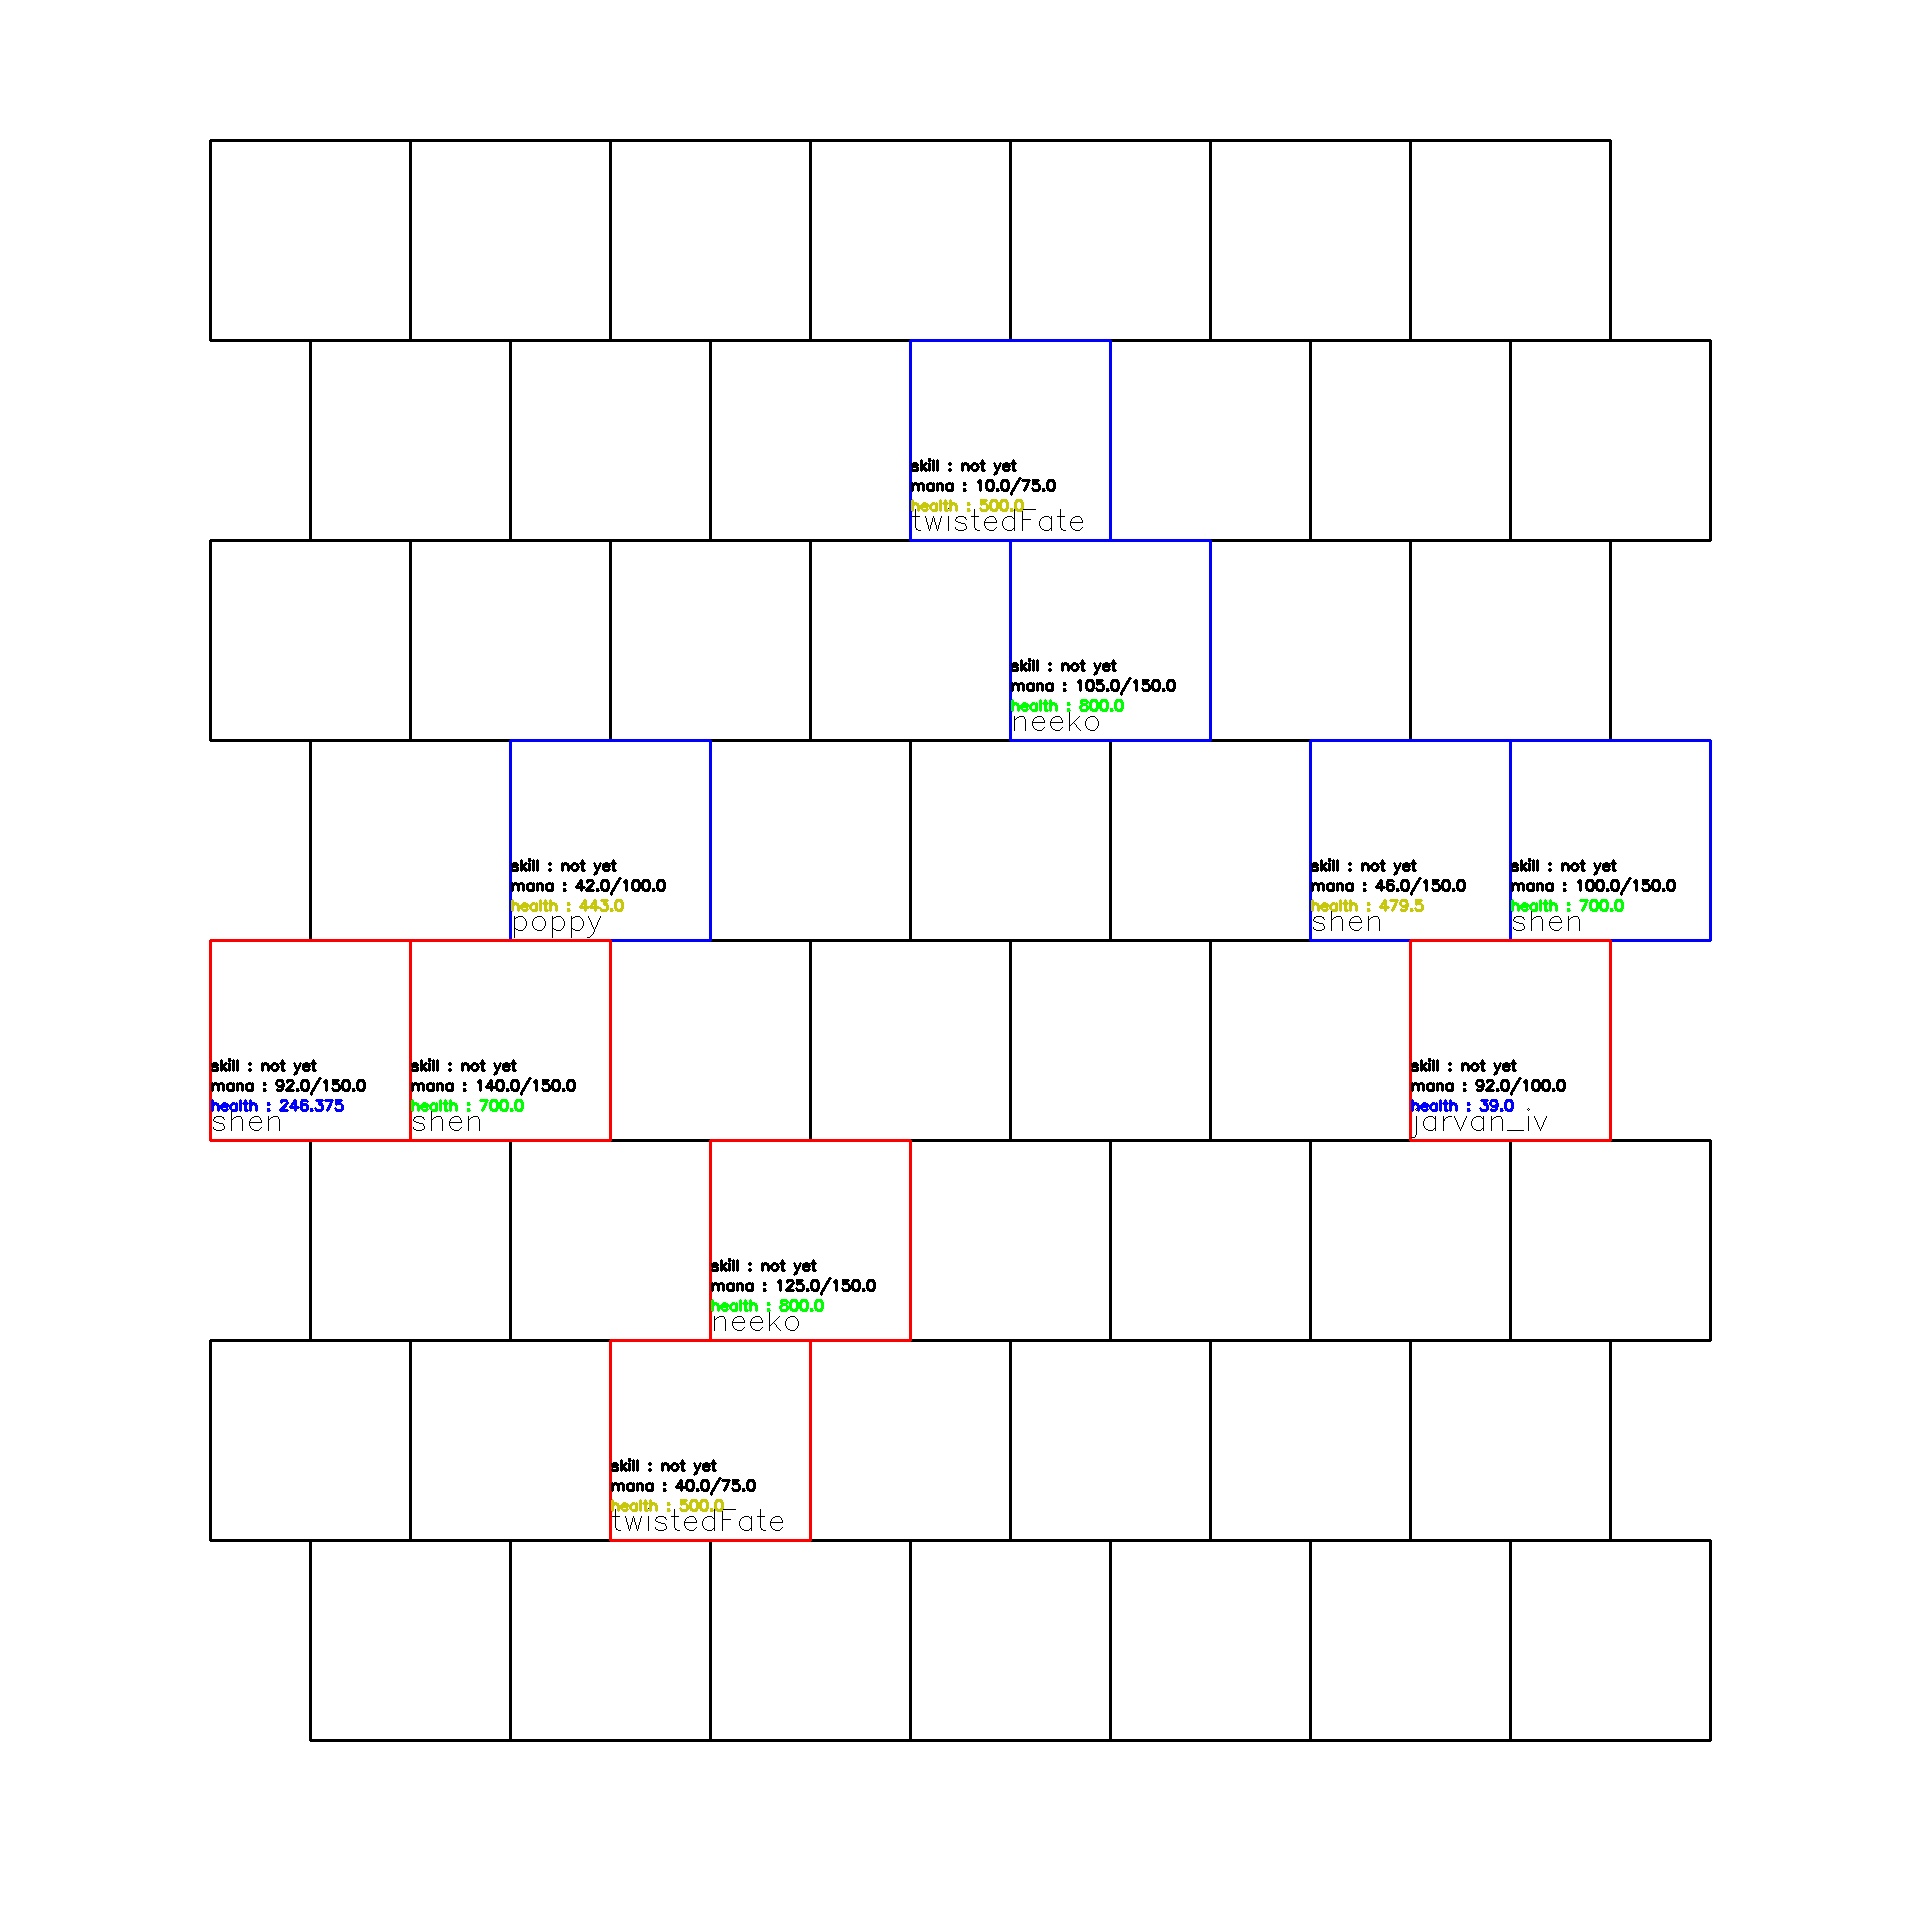 skill : not yet
mana : 10.0/75.0
health : 500.0
twistedFate
skill : not yet
mana : 105.0/150.0
health : 800.0
neeko
skill : not yet
mana : 42.0/100.0
health : 443.0
poppy
skill : not yet
mana : 46.0/150.0
health : 479.5
shen
skill : not yet
mana : 100.0/150.0
health : 700.0
shen
skill : not yet
mana : 92.0/150.0
health : 246.375
shen
skill : not yet
mana : 140.0/150.0
health : 700.0
shen
skill : not yet
mana : 92.0/100.0
health : 39.0
jarvan_iv
skill : not yet
mana : 125.0/150.0
health : 800.0
neeko
skill : not yet
mana : 40.0/75.0
health : 500.0
twistedFate